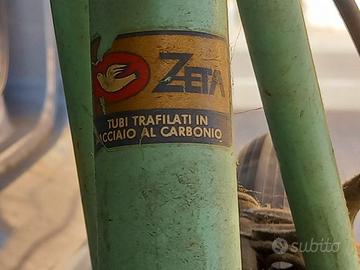 ZETA
TUBI TRAFILATI IN
ACCIAIO AL CARBONIO
subito